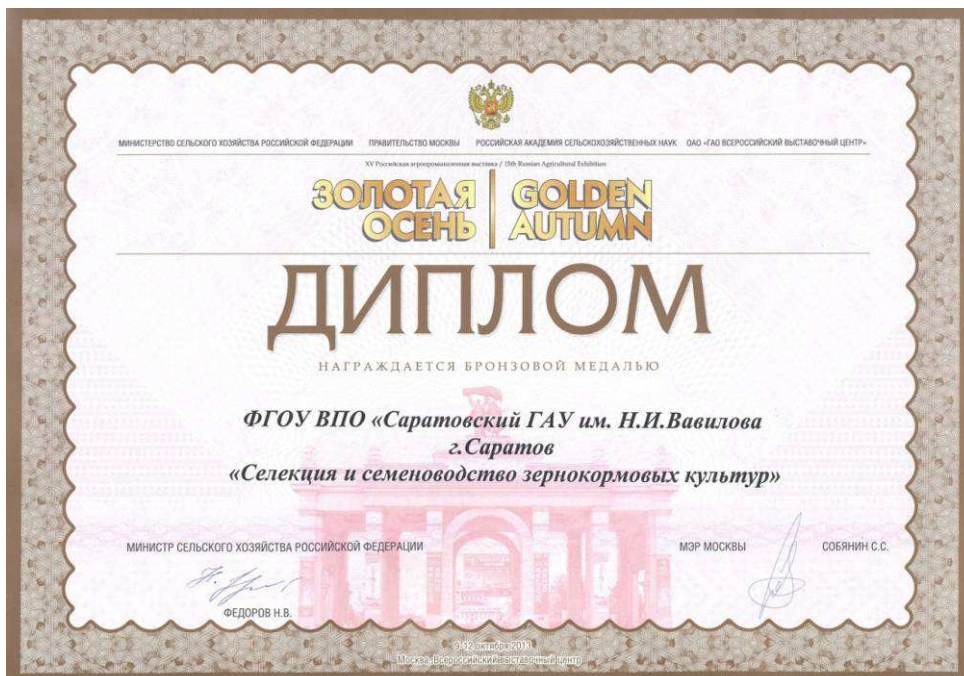 МИНИСТЕРСТВО СЕЛЬСКОГО ХОЗЯЙСТВА РОССИЙСКОЙ ФЕДЕРАЦИИ ПРАВИТЕЛЬСТВО МОСКВЫ РОССИЙСКАЯ АКАДЕМИЯ СЕЛЬСКОХОЗЯЙСТВЕННЫХ НАУК ОАО «ГАО ВСЕРОССИЙСКИЙ ВЫСТАВОЧНЫЙ ЦЕНТР»
XV Российская агропромышленная выставка / 15th Russian Agricultural Exhibition
ЗОЛОТАЯ ОСЕНЬ
GOLDEN AUTUMN
ДИПЛОМ
НАГРАЖДАЕТСЯ БРОНЗОВОЙ МЕДАЛЬЮ
ФГОУ ВПО «Саратовский ГАУ им. Н.И.Вавилова
г.Саратов
«Селекция и семеноводство зернокормовых культур»
МИНИСТР СЕЛЬСКОГО ХОЗЯЙСТВА РОССИЙСКОЙ ФЕДЕРАЦИИ
ФЕДОРОВ Н.В.
МЭР МОСКВЫ СОБЯНИН С.С.
9-12 октября 2013
Москва, Всероссийский выставочный центр